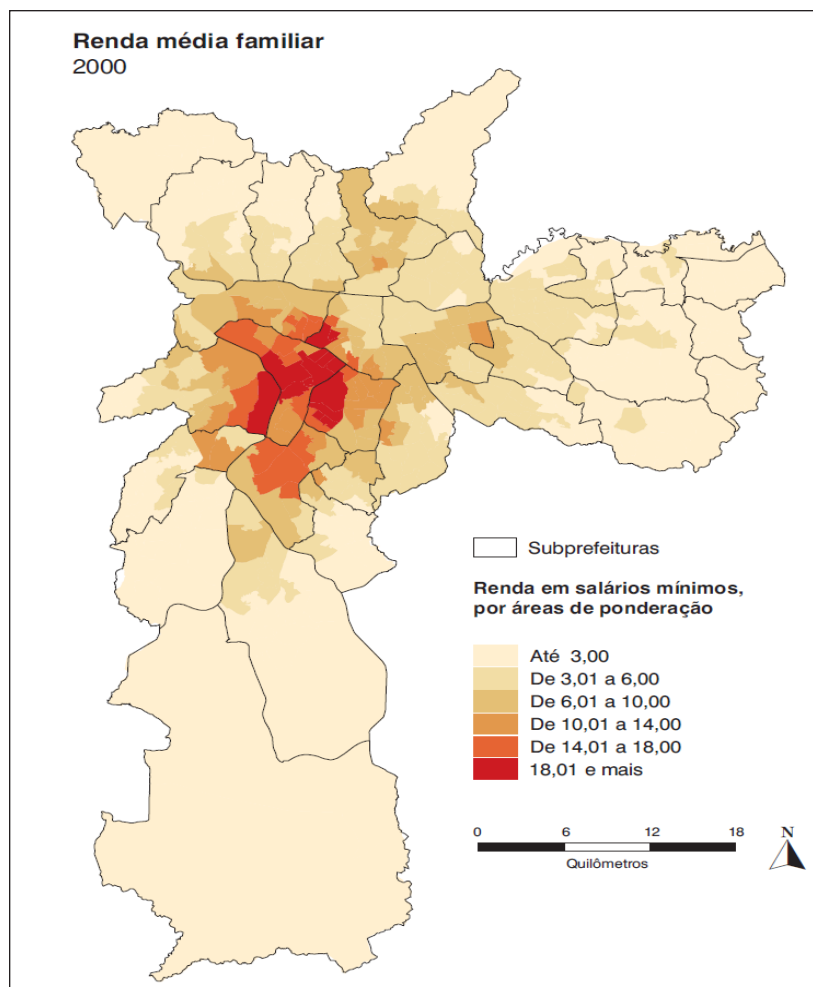 Renda média familiar
2000
Subprefeituras
Renda em salários mínimos,
por áreas de ponderação
Até 3,00
De 3,01 a 6,00
De 6,01 a 10,00
De 10,01 a 14,00
De 14,01 a 18,00
18,01 e mais
0 6 12 18
Quilômetros
N